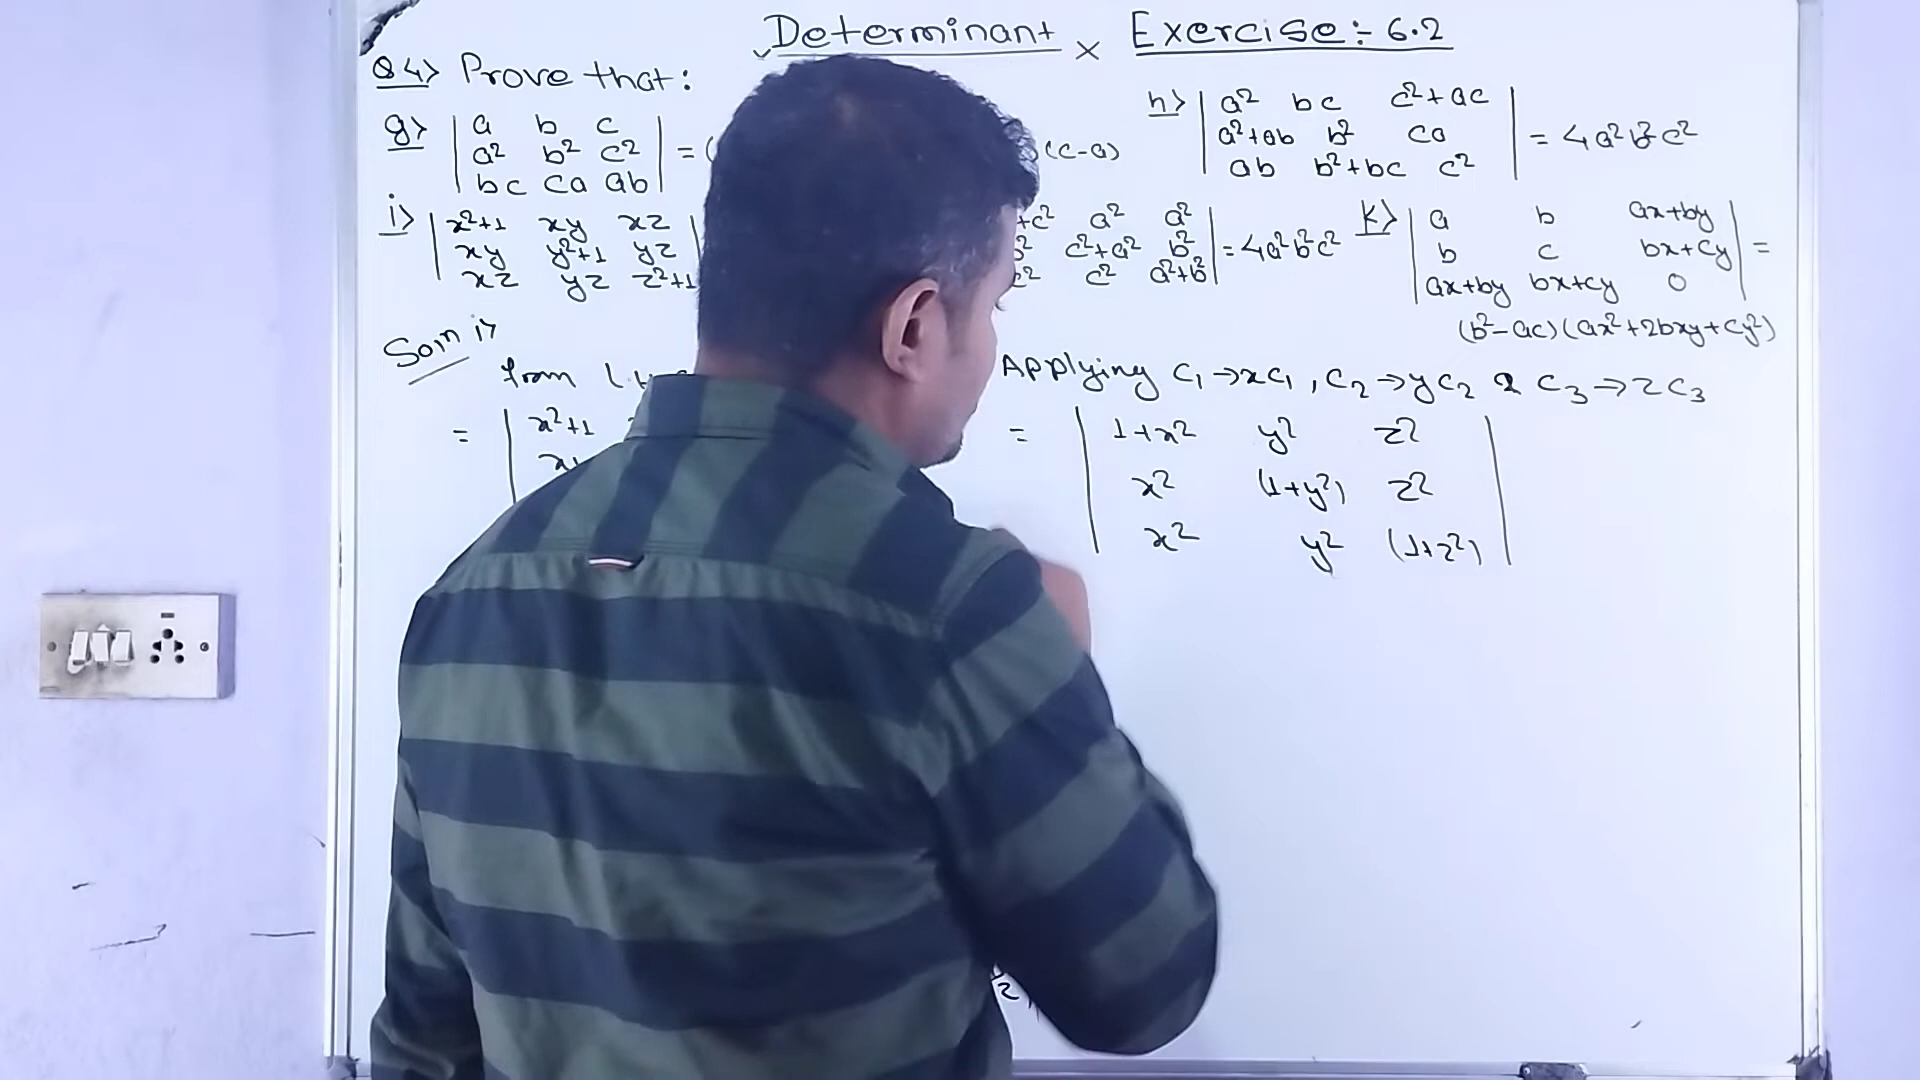 Determinant × Exercise:- 6.2
Q4> Prove that:
g> | a b c |
| a² b² c² | = ( (c-a)
| bc ca ab |
h> | a² bc c²+ac |
| a²+ab b² ca | = 4a²b²c²
| ab b²+bc c² |
i> | x²+1 xy xz |
| xy y²+1 yz |
| xz yz z²+1
+c² a² a² |
c²+a² b² | = 4a²b²c²
c² c² a²+b² |
k> | a b ax+by |
| b c bx+cy | =
| ax+by bx+cy 0 |
(b²-ac)(ax²+2bxy+cy²)
Soln i>
from
= | x²+1
Applying C₁→xC₁, C₂→yC₂ & C₃→zC₃
= | 1+x² y² z² |
| x² (1+y²) z² |
| x² y² (1+z²) |